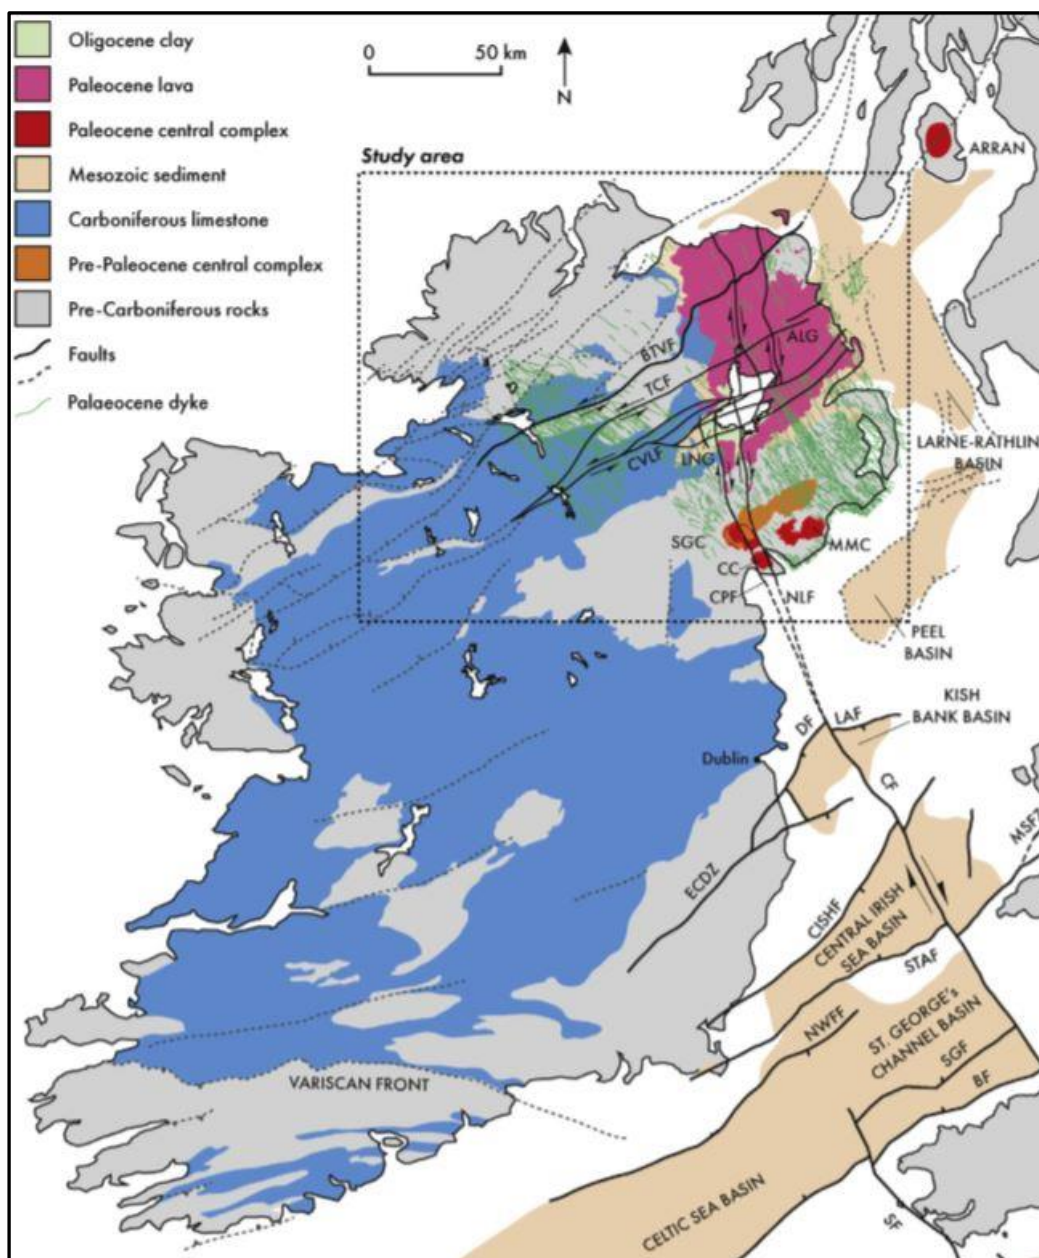 Oligocene clay
Paleocene lava
Paleocene central complex
Mesozoic sediment
Carboniferous limestone
Pre-Paleocene central complex
Pre-Carboniferous rocks
Faults
Palaeocene dyke
0 50 km
N
Study area
ARRAN
BTVF
ALG
TCF
CVLF
LNG
LARNE-RATHLIN
BASIN
SGC
MMC
CC
CPF
NLF
PEEL
BASIN
KISH
BANK BASIN
DF
LAF
Dublin
CF
MSFZ
ECDZ
CISHF
CENTRAL IRISH
SEA BASIN
STAF
NWFF
ST. GEORGE's
CHANNEL BASIN
SGF
BF
VARISCAN FRONT
CELTIC SEA BASIN
SF